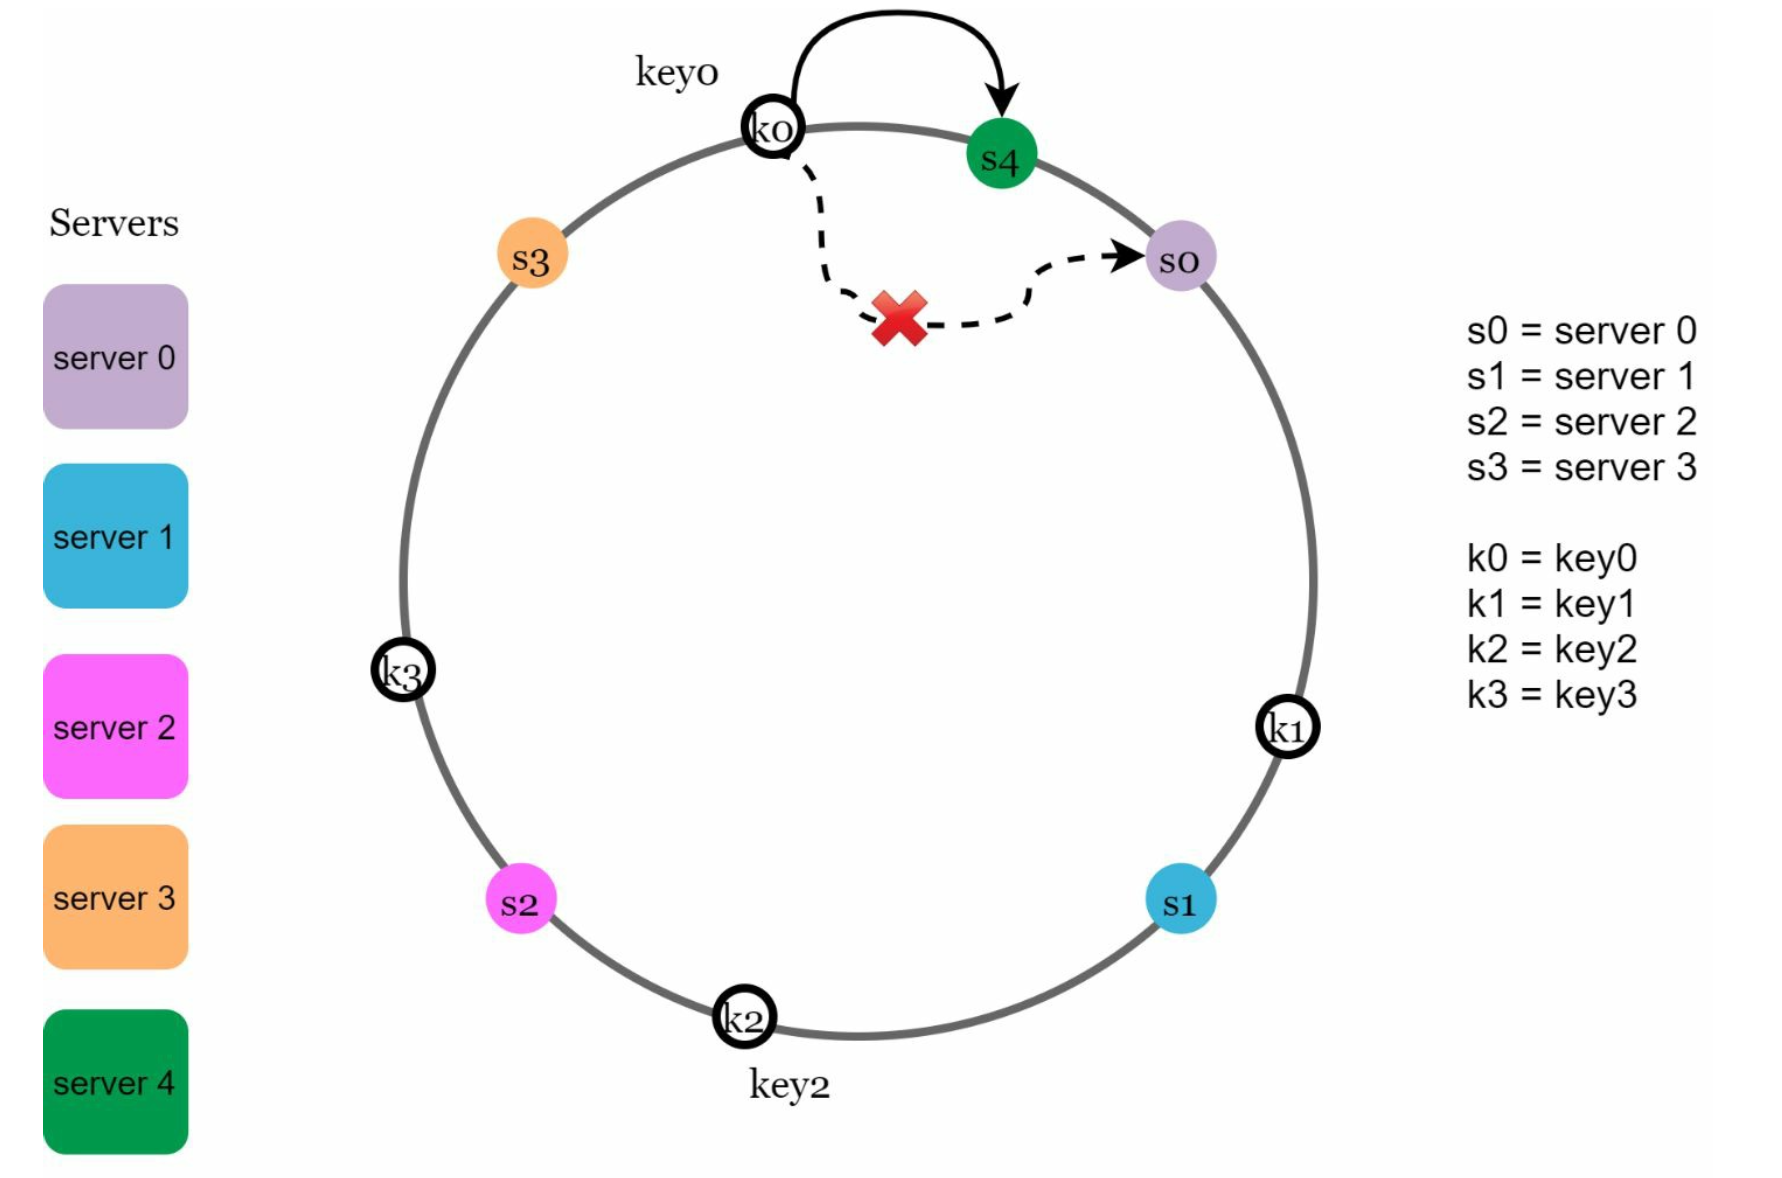 key0
k0
s4
s3
s0
Servers
server 0
server 1
server 2
server 3
server 4
k3
k1
s2
s1
k2
key2
s0 = server 0
s1 = server 1
s2 = server 2
s3 = server 3
k0 = key0
k1 = key1
k2 = key2
k3 = key3